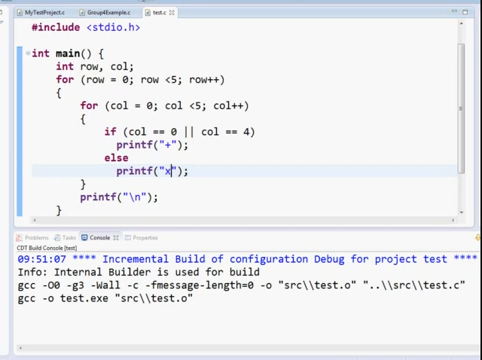 MyTestProject.c Group4Example.c test.c
#include <stdio.h>
int main() {
int row, col;
for (row = 0; row <5; row++)
{
for (col = 0; col <5; col++)
{
if (col == 0 || col == 4)
printf("+");
else
printf("x");
}
printf("\n");
}
Problems Tasks Console Properties
CDT Build Console [test]
09:51:07 **** Incremental Build of configuration Debug for project test ****
Info: Internal Builder is used for build
gcc -O0 -g3 -Wall -c -fmessage-length=0 -o "src\\test.o" "..\\src\\test.c"
gcc -o test.exe "src\\test.o"